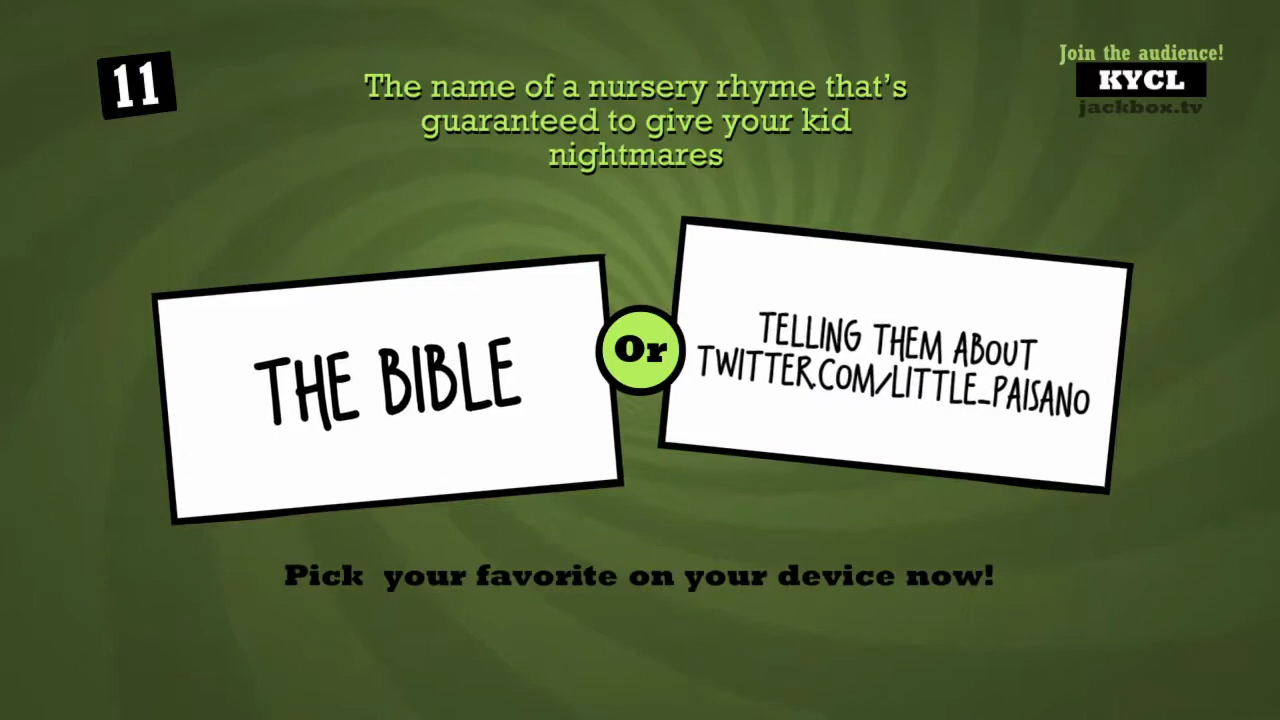 11
The name of a nursery rhyme that's
guaranteed to give your kid
nightmares
Join the audience!
KYCL
jackbox.tv
THE BIBLE
Or
TELLING THEM ABOUT
TWITTER.COM/LITTLE_PAISANO
Pick your favorite on your device now!